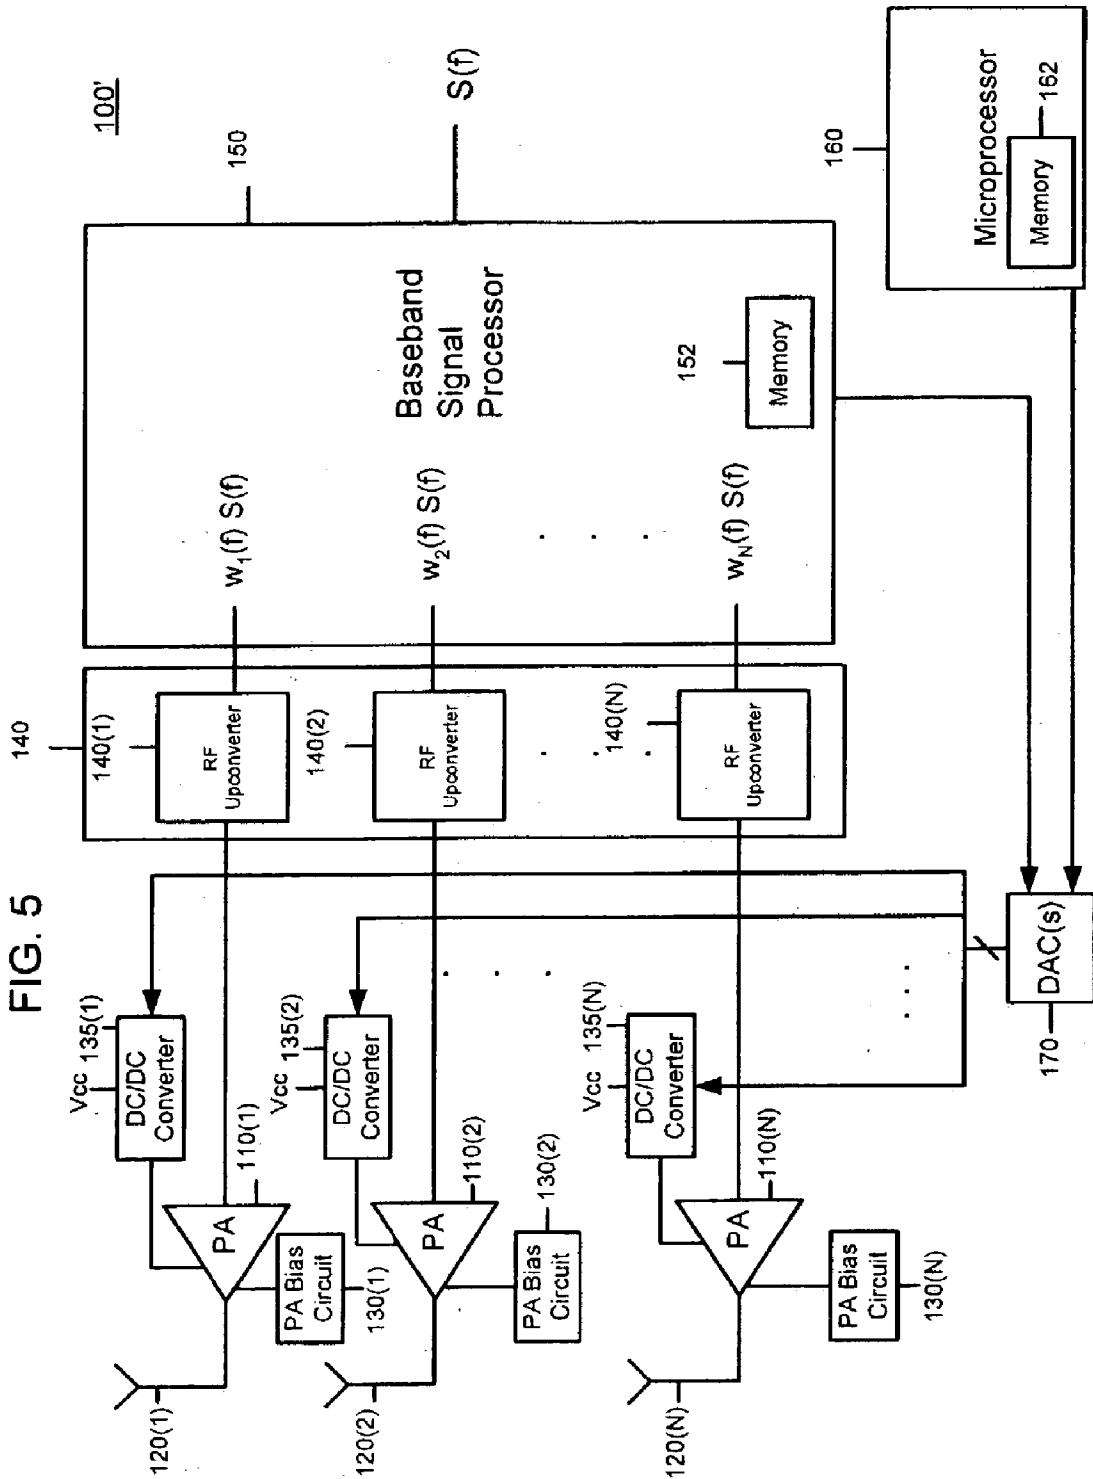 FIG. 5
100'
140
140(1)
RF
Upconverter
140(2)
RF
Upconverter
140(N)
RF
Upconverter
150
S(f)
Baseband
Signal
Processor
w1(f) S(f)
w2(f) S(f)
wN(f) S(f)
152
Memory
160
Microprocessor
Memory
162
170
DAC(s)
Vcc
135(1)
DC/DC
Converter
Vcc
135(2)
DC/DC
Converter
Vcc
135(N)
DC/DC
Converter
PA
110(1)
PA
110(2)
PA
110(N)
PA Bias
Circuit
130(1)
PA Bias
Circuit
130(2)
PA Bias
Circuit
130(N)
120(1)
120(2)
120(N)